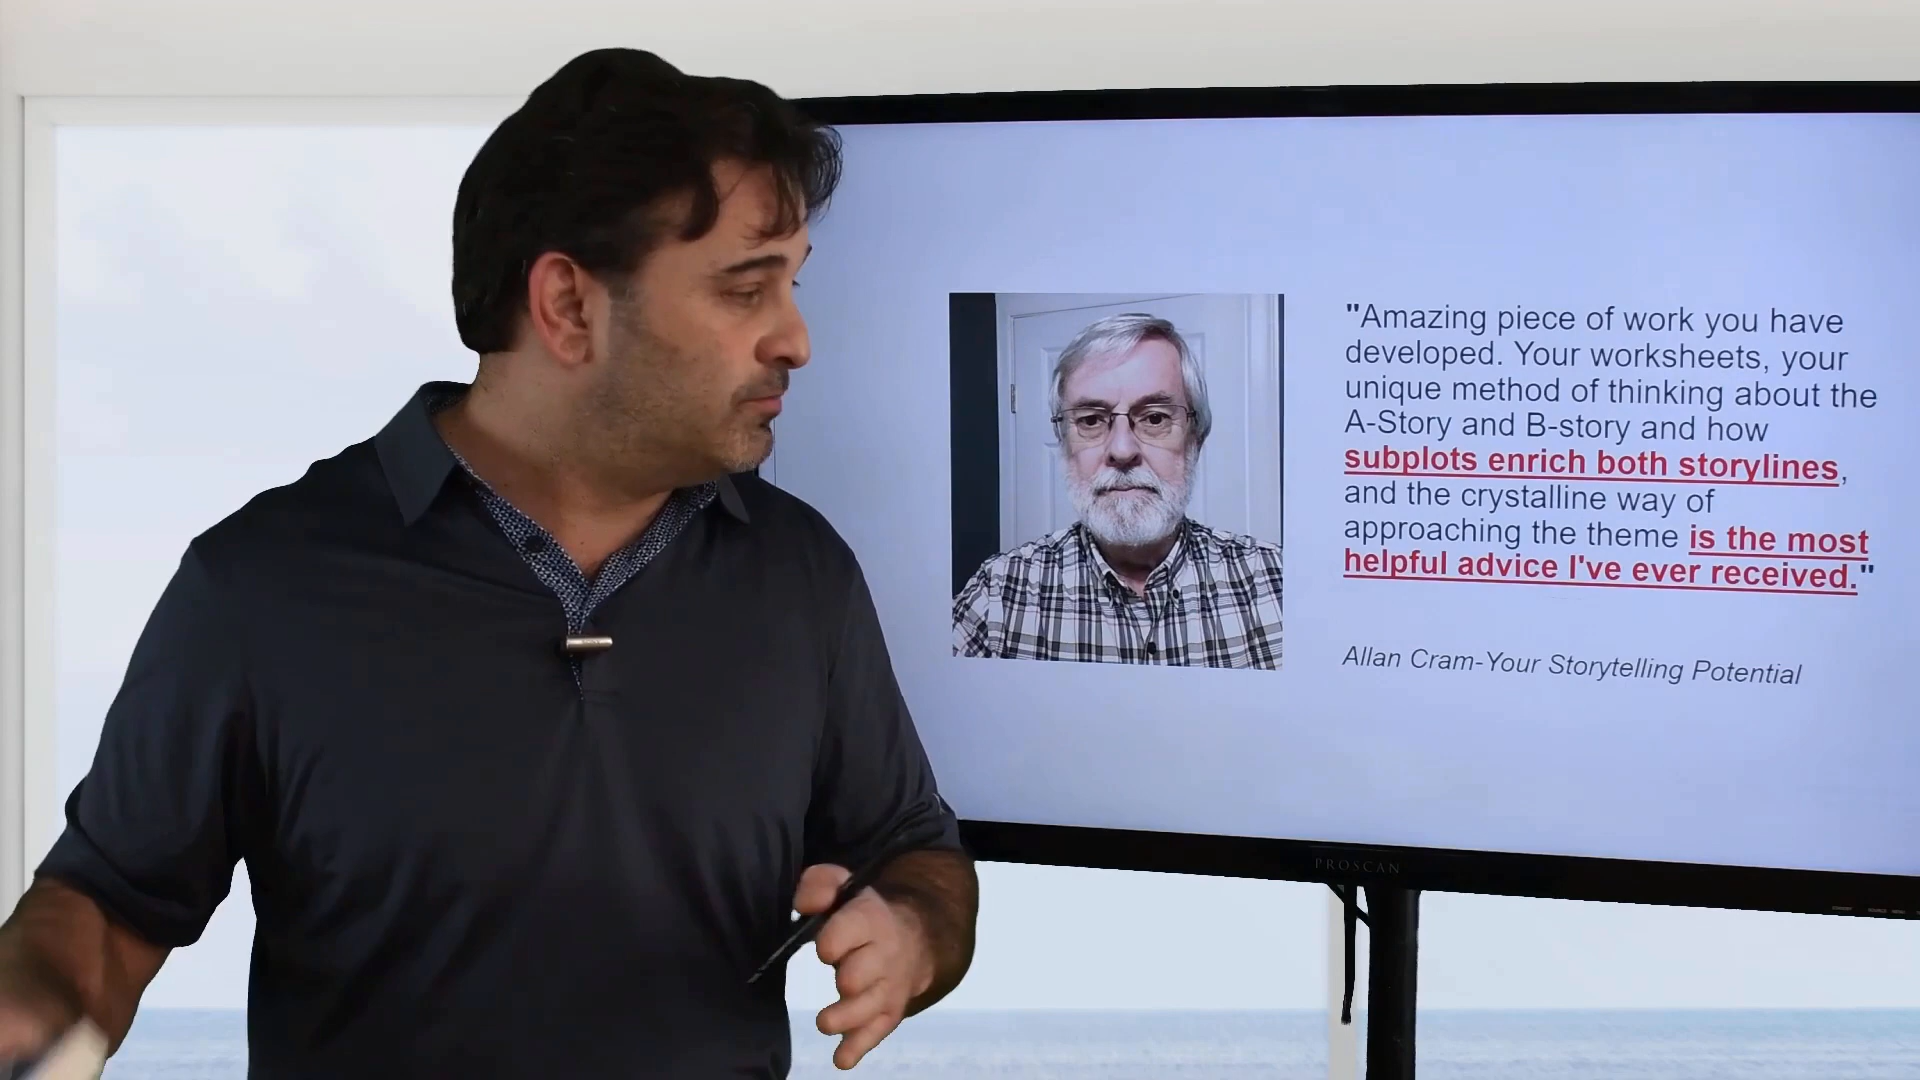 "Amazing piece of work you have
developed. Your worksheets, your
unique method of thinking about the
A-Story and B-story and how
subplots enrich both storylines,
and the crystalline way of
approaching the theme is the most
helpful advice I've ever received."
Allan Cram-Your Storytelling Potential
PROSCAN